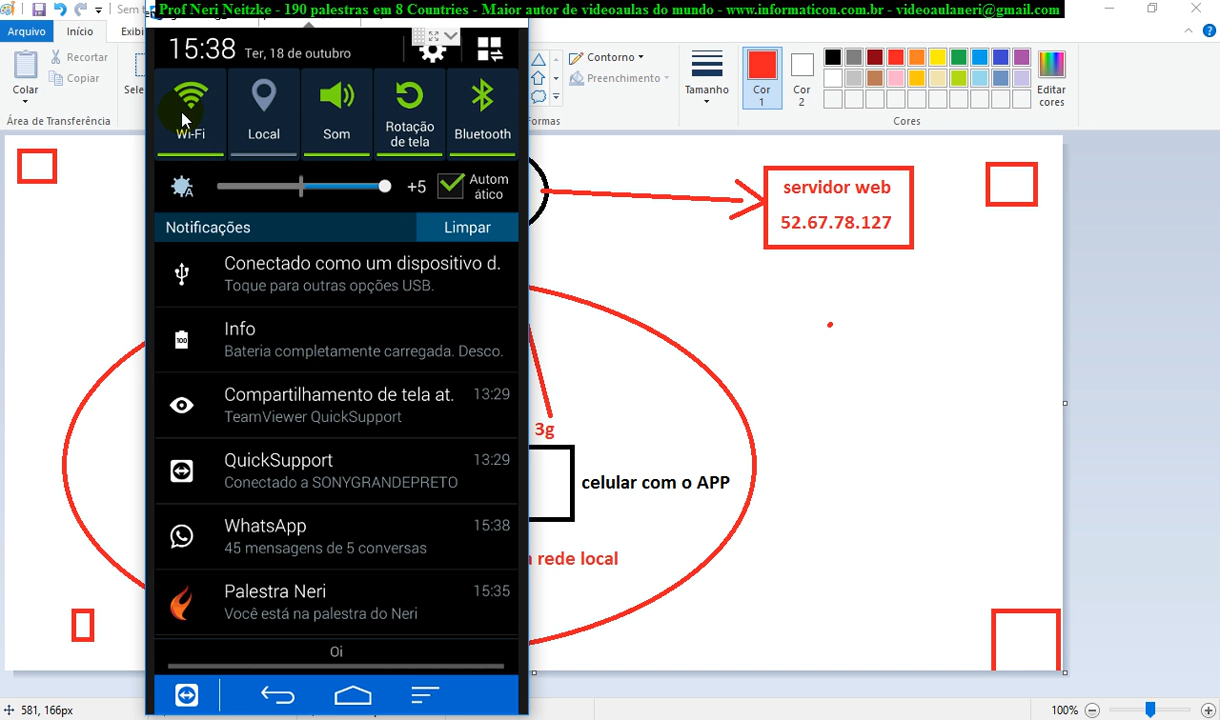 Prof Neri Neitzke - 190 palestras em 8 Countries - Maior autor de videoaulas do mundo - www.informaticon.com.br - videoaulaneri@gmail.com
Sem t
Arquivo
Início
Exibi
Colar
Recortar
Copiar
Sele
Área de Transferência
Contorno
Preenchimento
ormas
Tamanho
Cor
1
Cor
2
Editar
cores
Cores
15:38 Ter, 18 de outubro
Wi-Fi
Local
Som
Rotação
de tela
Bluetooth
A
+5
Autom
ático
Notificações
Limpar
Conectado como um dispositivo d.
Toque para outras opções USB.
100
Info
Bateria completamente carregada. Desco.
Compartilhamento de tela at. 13:29
TeamViewer QuickSupport
QuickSupport 13:29
Conectado a SONYGRANDEPRETO
WhatsApp 15:38
45 mensagens de 5 conversas
Palestra Neri 15:35
Você está na palestra do Neri
Oi
servidor web
52.67.78.127
3g
celular com o APP
rede local
581, 166px
100%